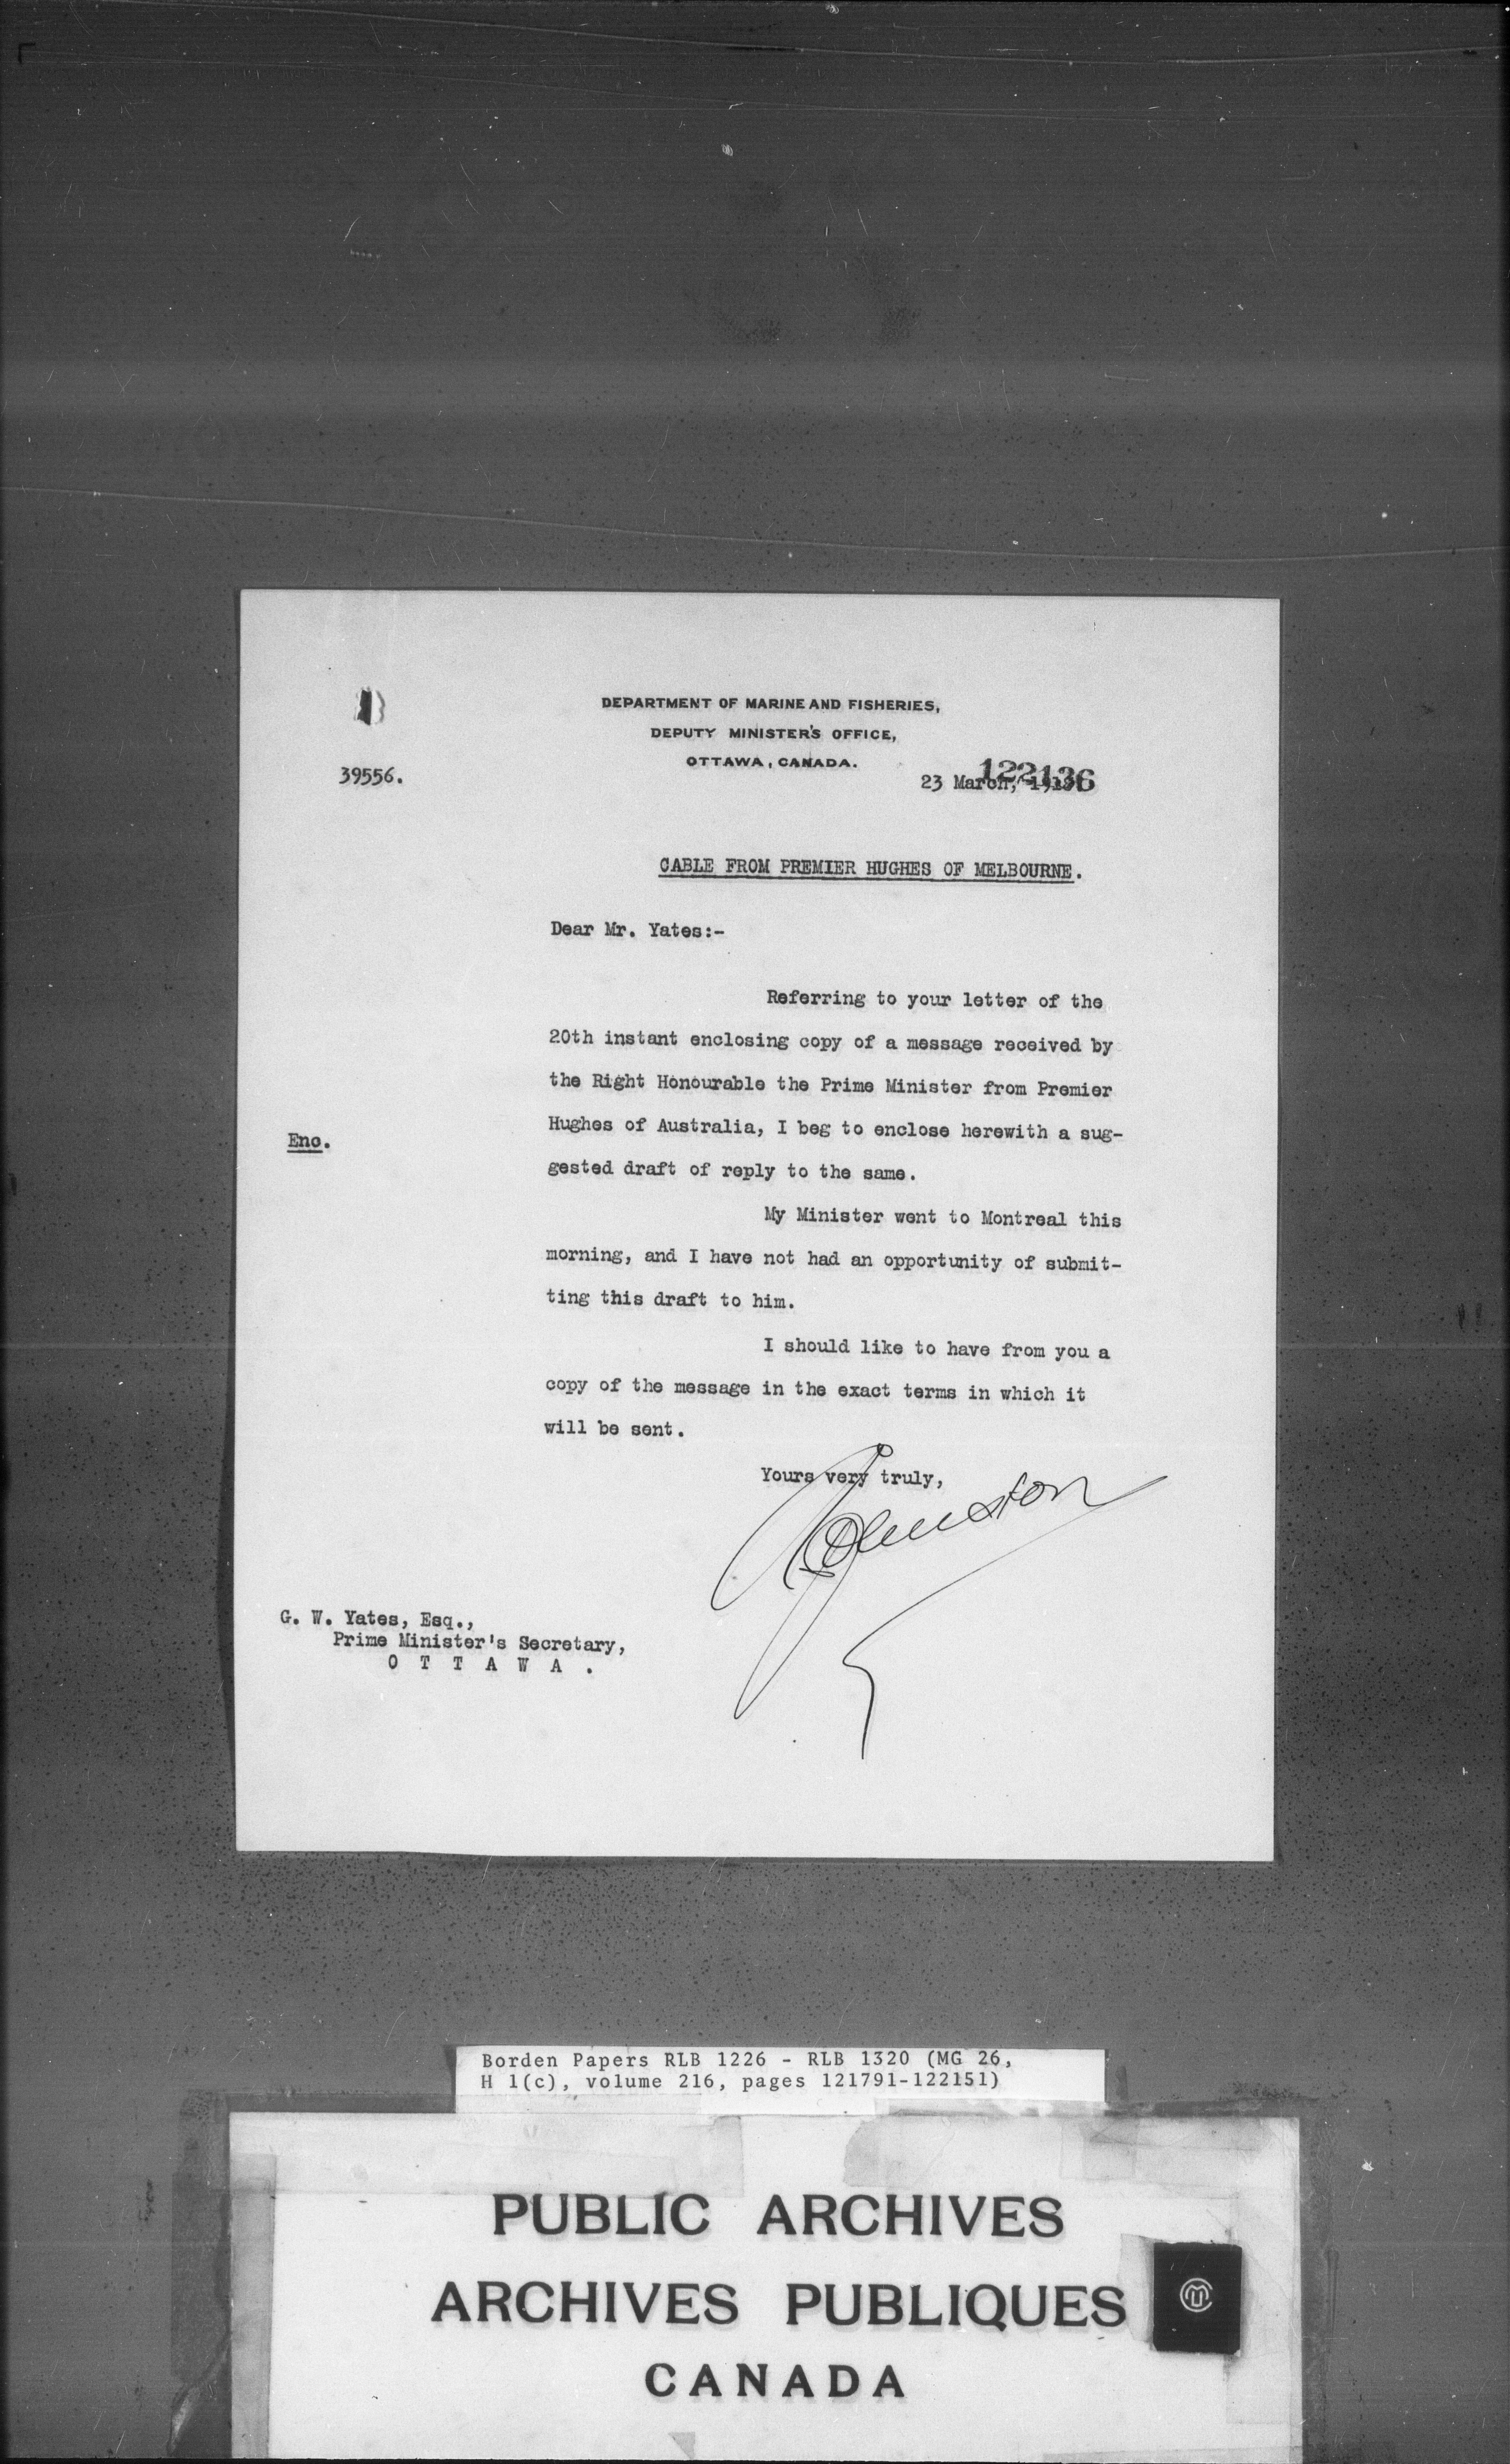 DEPARTMENT OF MARINE AND FISHERIES,
DEPUTY MINISTER'S OFFICE,
OTTAWA, CANADA.
39556.
122136
23 March,
CABLE FROM PREMIER HUGHES OF MELBOURNE.
Dear Mr. Yates:-
Referring to your letter of the
20th instant enclosing copy of a message received by
the Right Honourable the Prime Minister from Premier
Hughes of Australia, I beg to enclose herewith a sug-
Enc.
gested draft of reply to the same.
My Minister went to Montreal this
morning, and I have not had an opportunity of submit-
ting this draft to him.
I should like to have from you a
copy of the message in the exact terms in which it
will be sent.
Yours very truly,
Johnston
G. W. Yates, Esq.,
Prime Minister's Secretary,
O T T A W A .
Borden Papers RLB 1226 - RLB 1320 (MG 26,
H 1(c), volume 216, pages 121791-122151)
PUBLIC ARCHIVES
ARCHIVES PUBLIQUES
CANADA